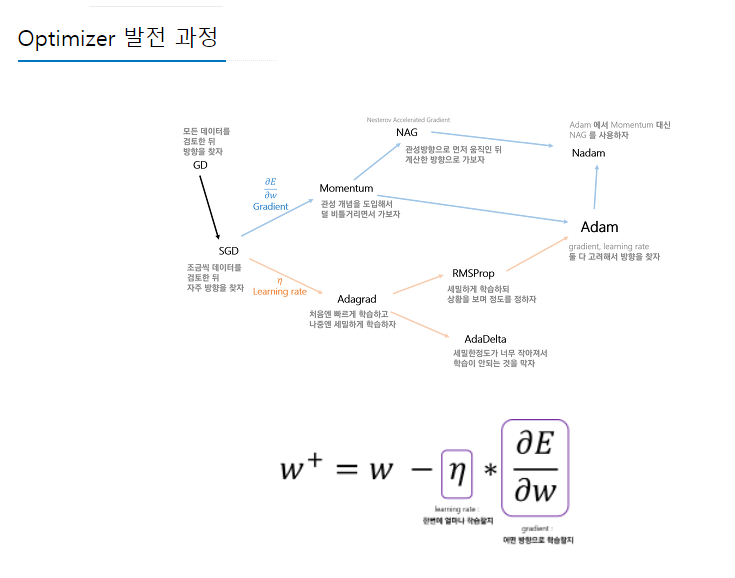 Optimizer 발전 과정
모든 데이터를
검토한 뒤
방향을 찾자
GD
Nesterov Accelerated Gradient
NAG
관성방향으로 먼저 움직인 뒤
계산한 방향으로 가보자
Adam 에서 Momentum 대신
NAG 를 사용하자
Nadam
∂E
∂w
Gradient
Momentum
관성 개념을 도입해서
덜 비틀거리면서 가보자
SGD
조금씩 데이터를
검토한 뒤
자주 방향을 찾자
η
Learning rate
Adam
gradient, learning rate
둘 다 고려해서 방향을 찾자
RMSProp
세밀하게 학습하되
상황을 보며 정도를 정하자
Adagrad
처음엔 빠르게 학습하고
나중엔 세밀하게 학습하자
AdaDelta
세밀한정도가 너무 작아져서
학습이 안되는 것을 막자
w⁺ = w − η * ∂E
∂w
learning rate :
한번에 얼마나 학습할지
gradient :
어떤 방향으로 학습할지